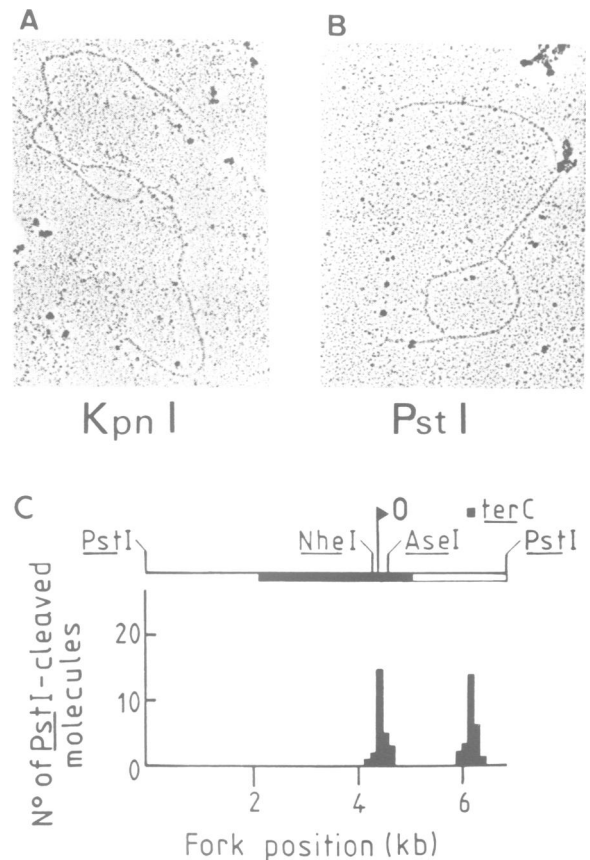 A
B
Kpn I
Pst I
C
O
terC
PstI
NheI
AseI
PstI
N° of PstI-cleaved
molecules
20
10
0
2
4
6
Fork position (kb)